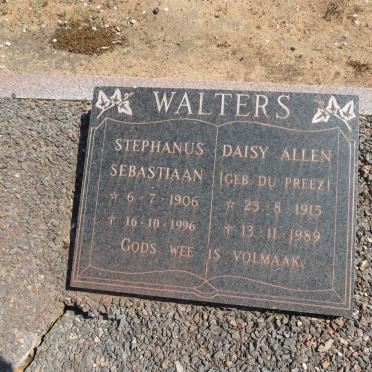 WALTERS
STEPHANUS
SEBASTIAAN
☆ 6·7·1906
✝ 16·10·1996
DAISY ALLEN
(GEB. DU PREEZ)
☆ 23·8·1915
✝ 13·11·1989
GODS WEE IS VOLMAAK.